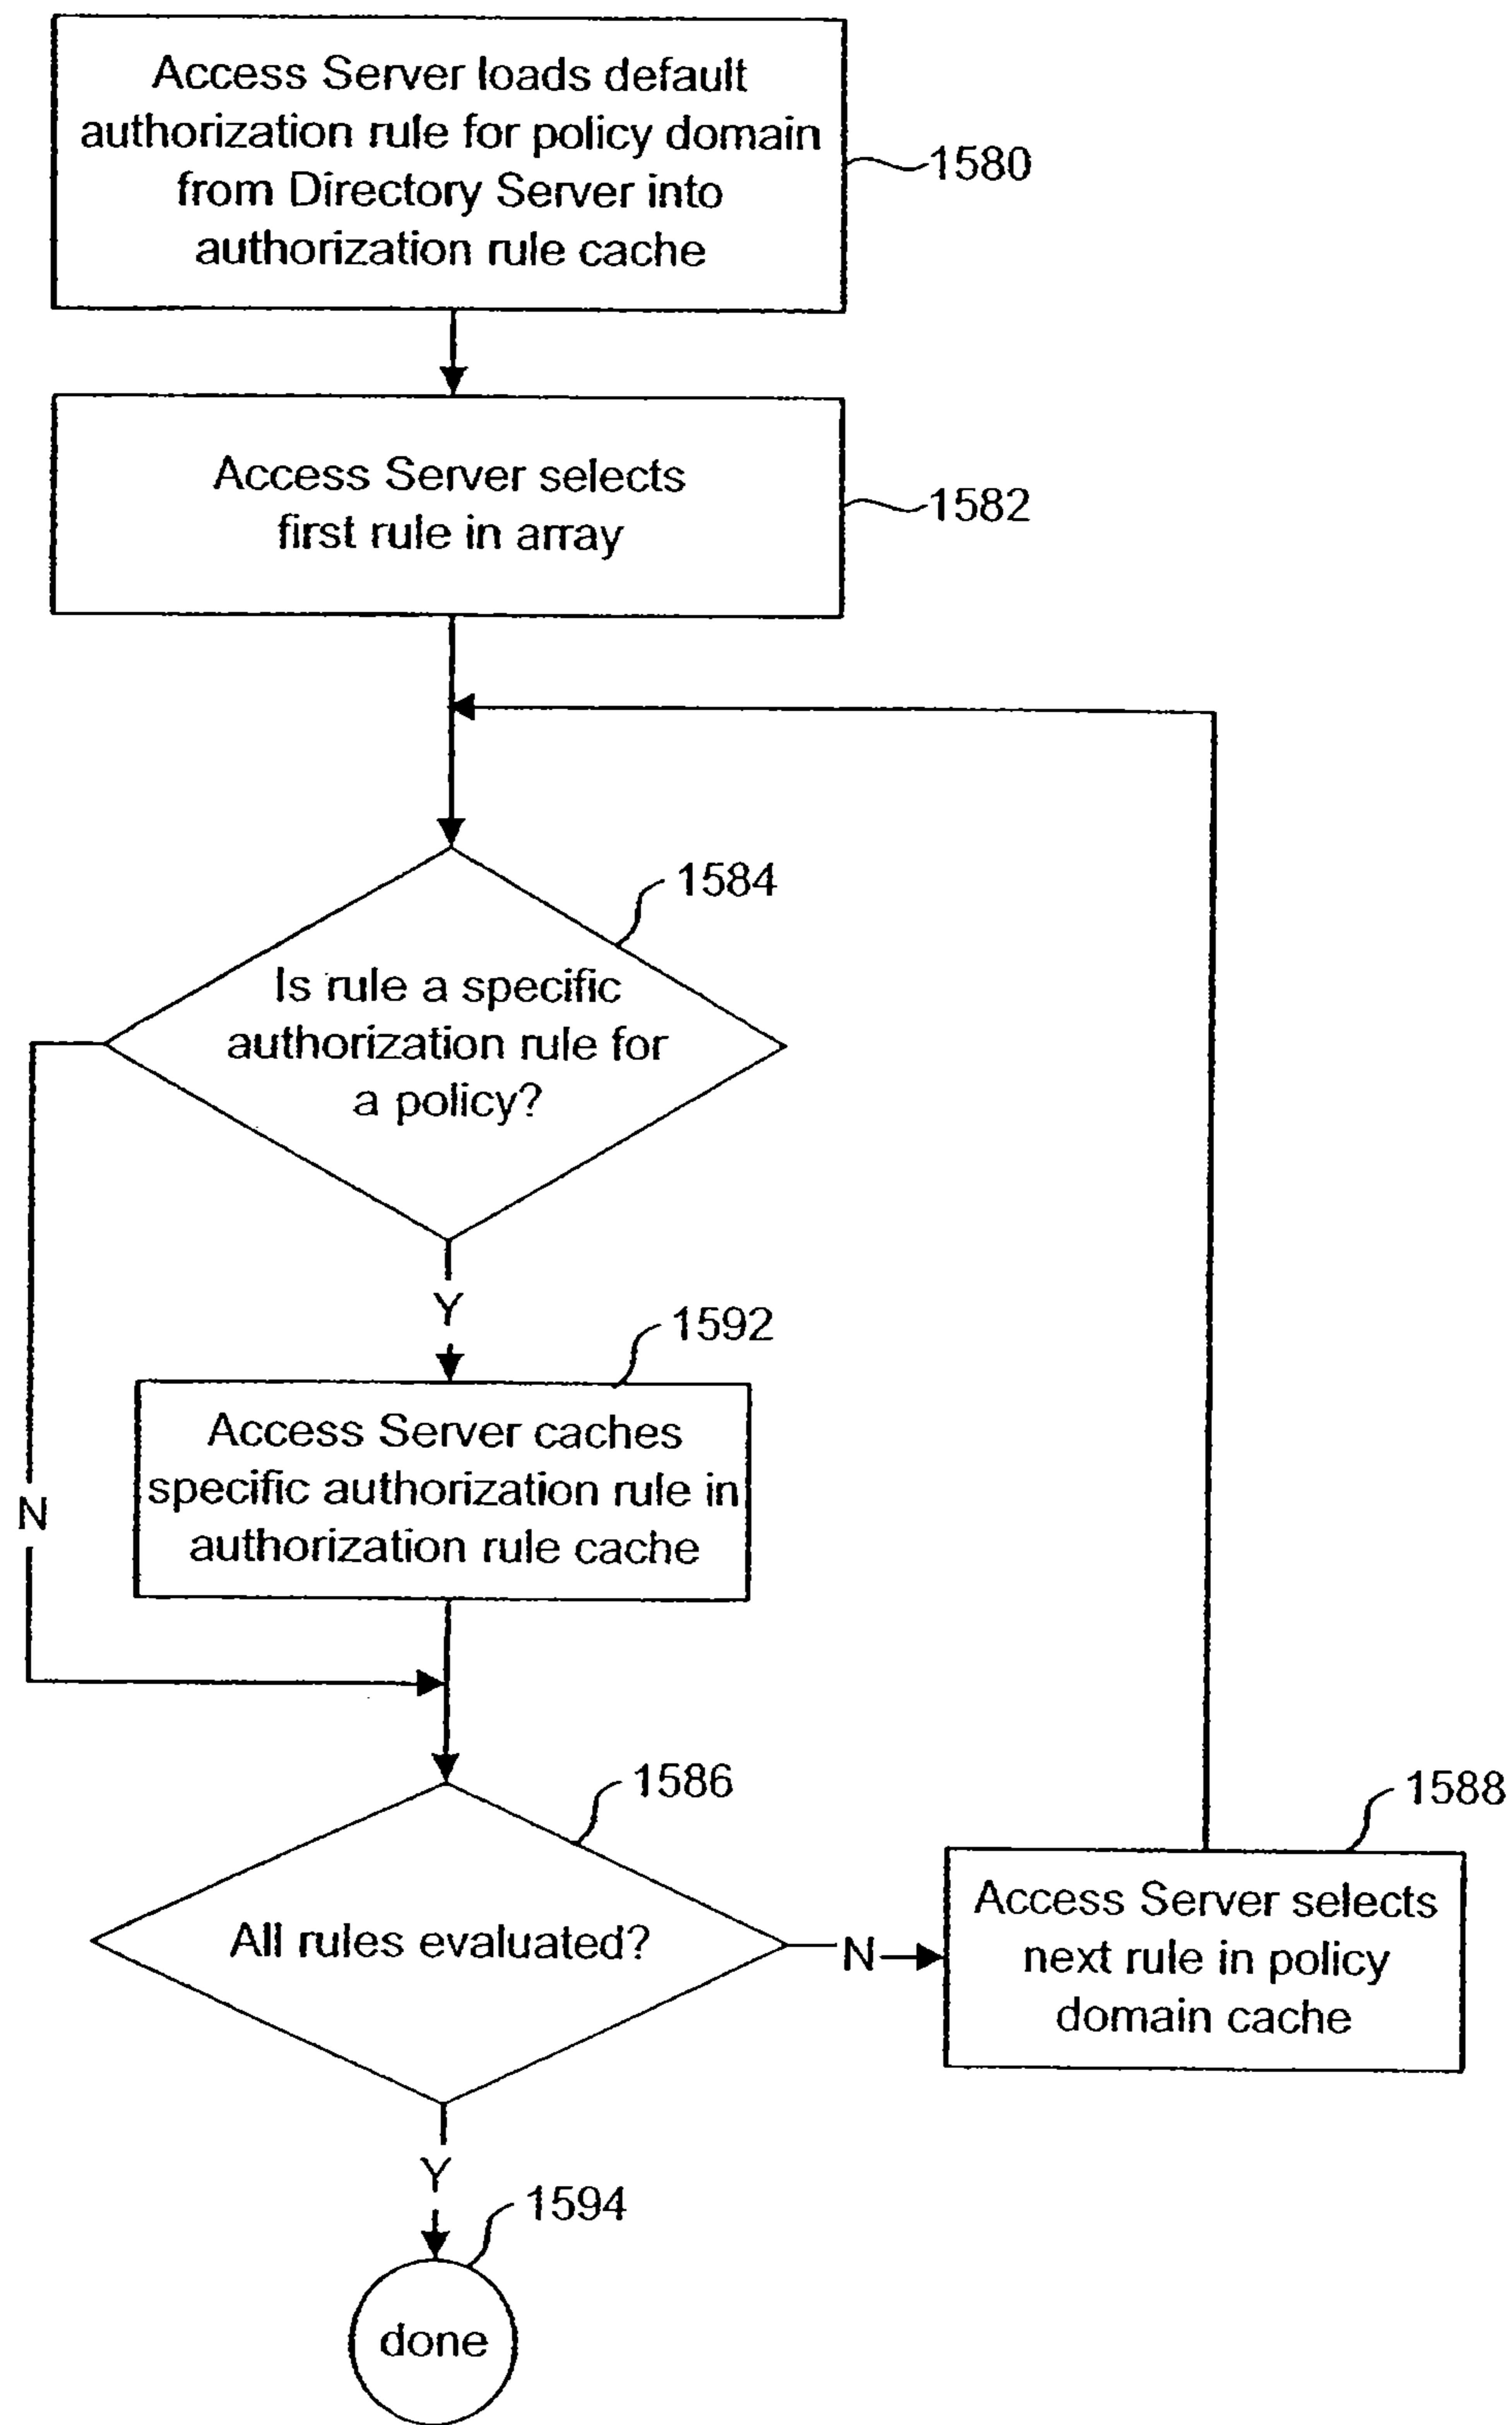 Access Server loads default
authorization rule for policy domain
from Directory Server into
authorization rule cache
1580
Access Server selects
first rule in array
1582
1584
Is rule a specific
authorization rule for
a policy?
Y
1592
Access Server caches
specific authorization rule in
authorization rule cache
N
1586
All rules evaluated?
N
1588
Access Server selects
next rule in policy
domain cache
Y
1594
done